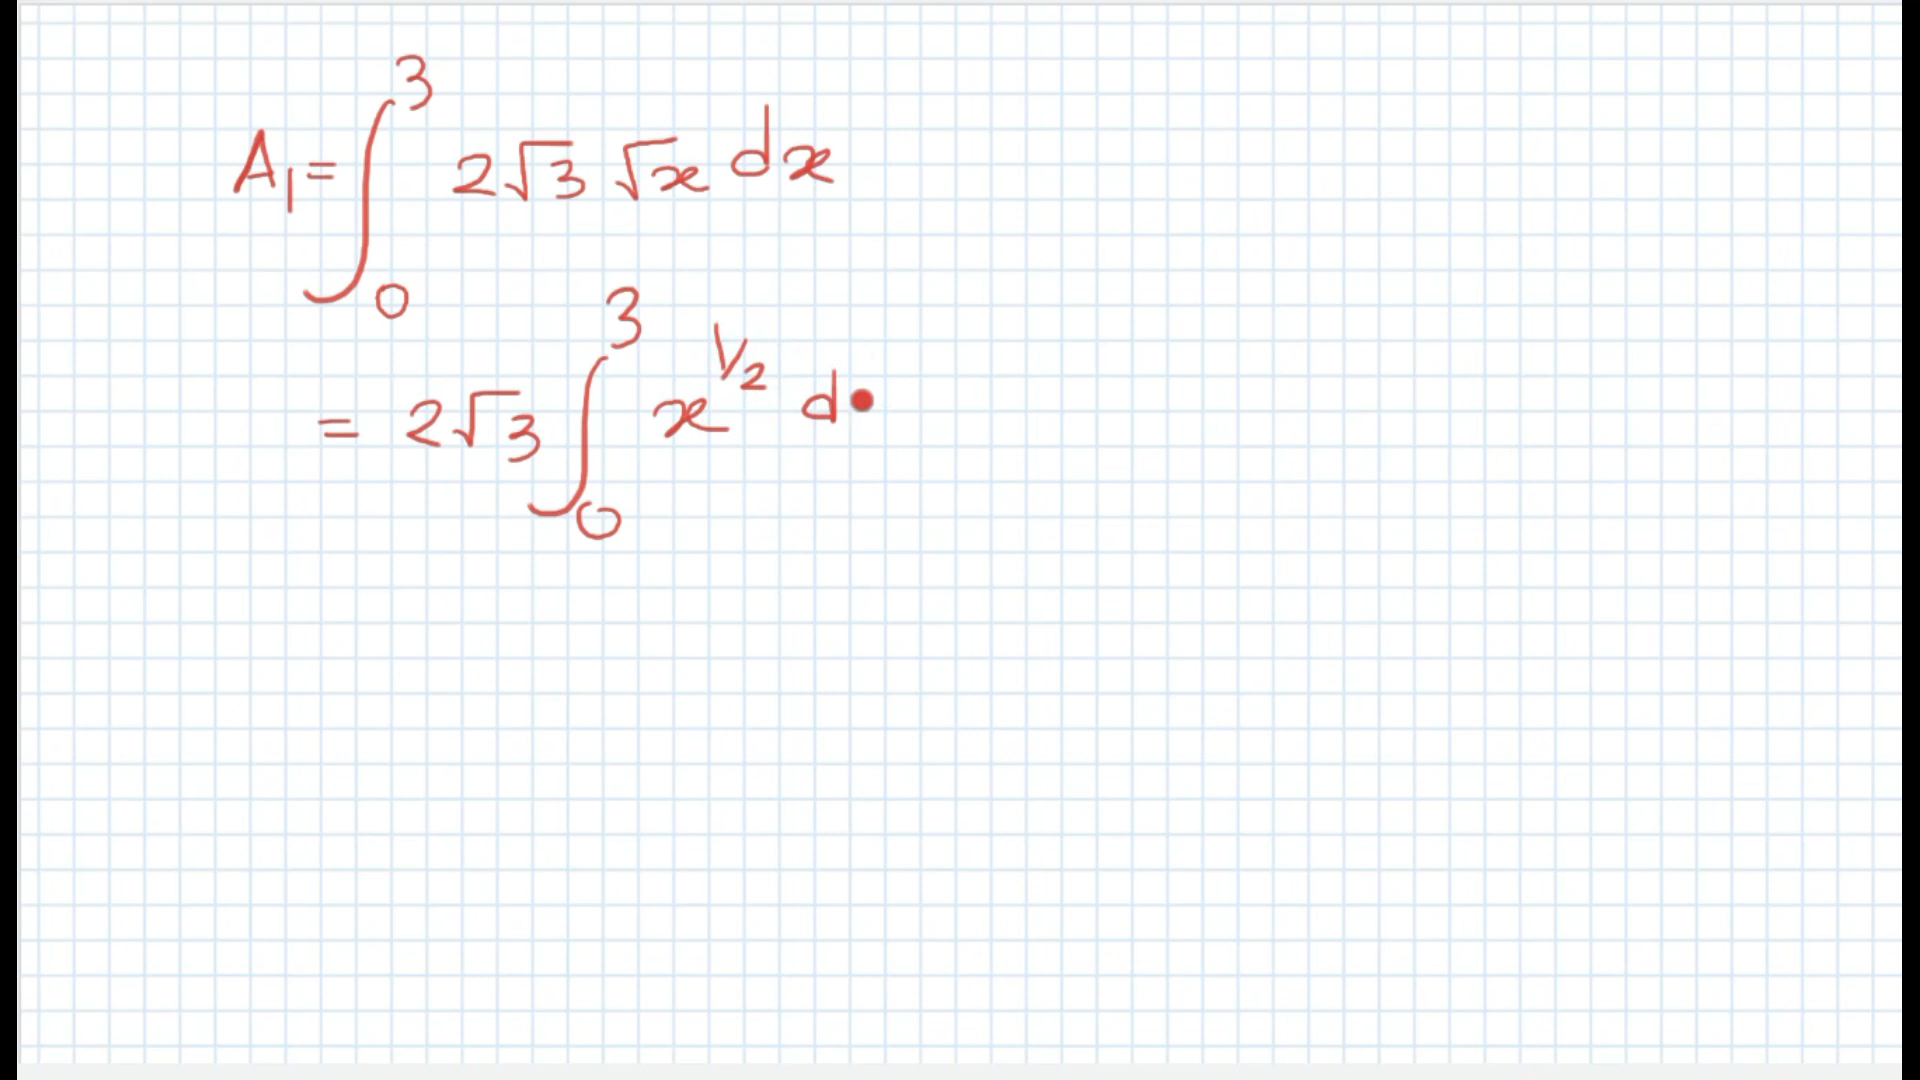 A₁ = ∫₀³ 2√3 √x dx
= 2√3 ∫₀³ x^1/2 d